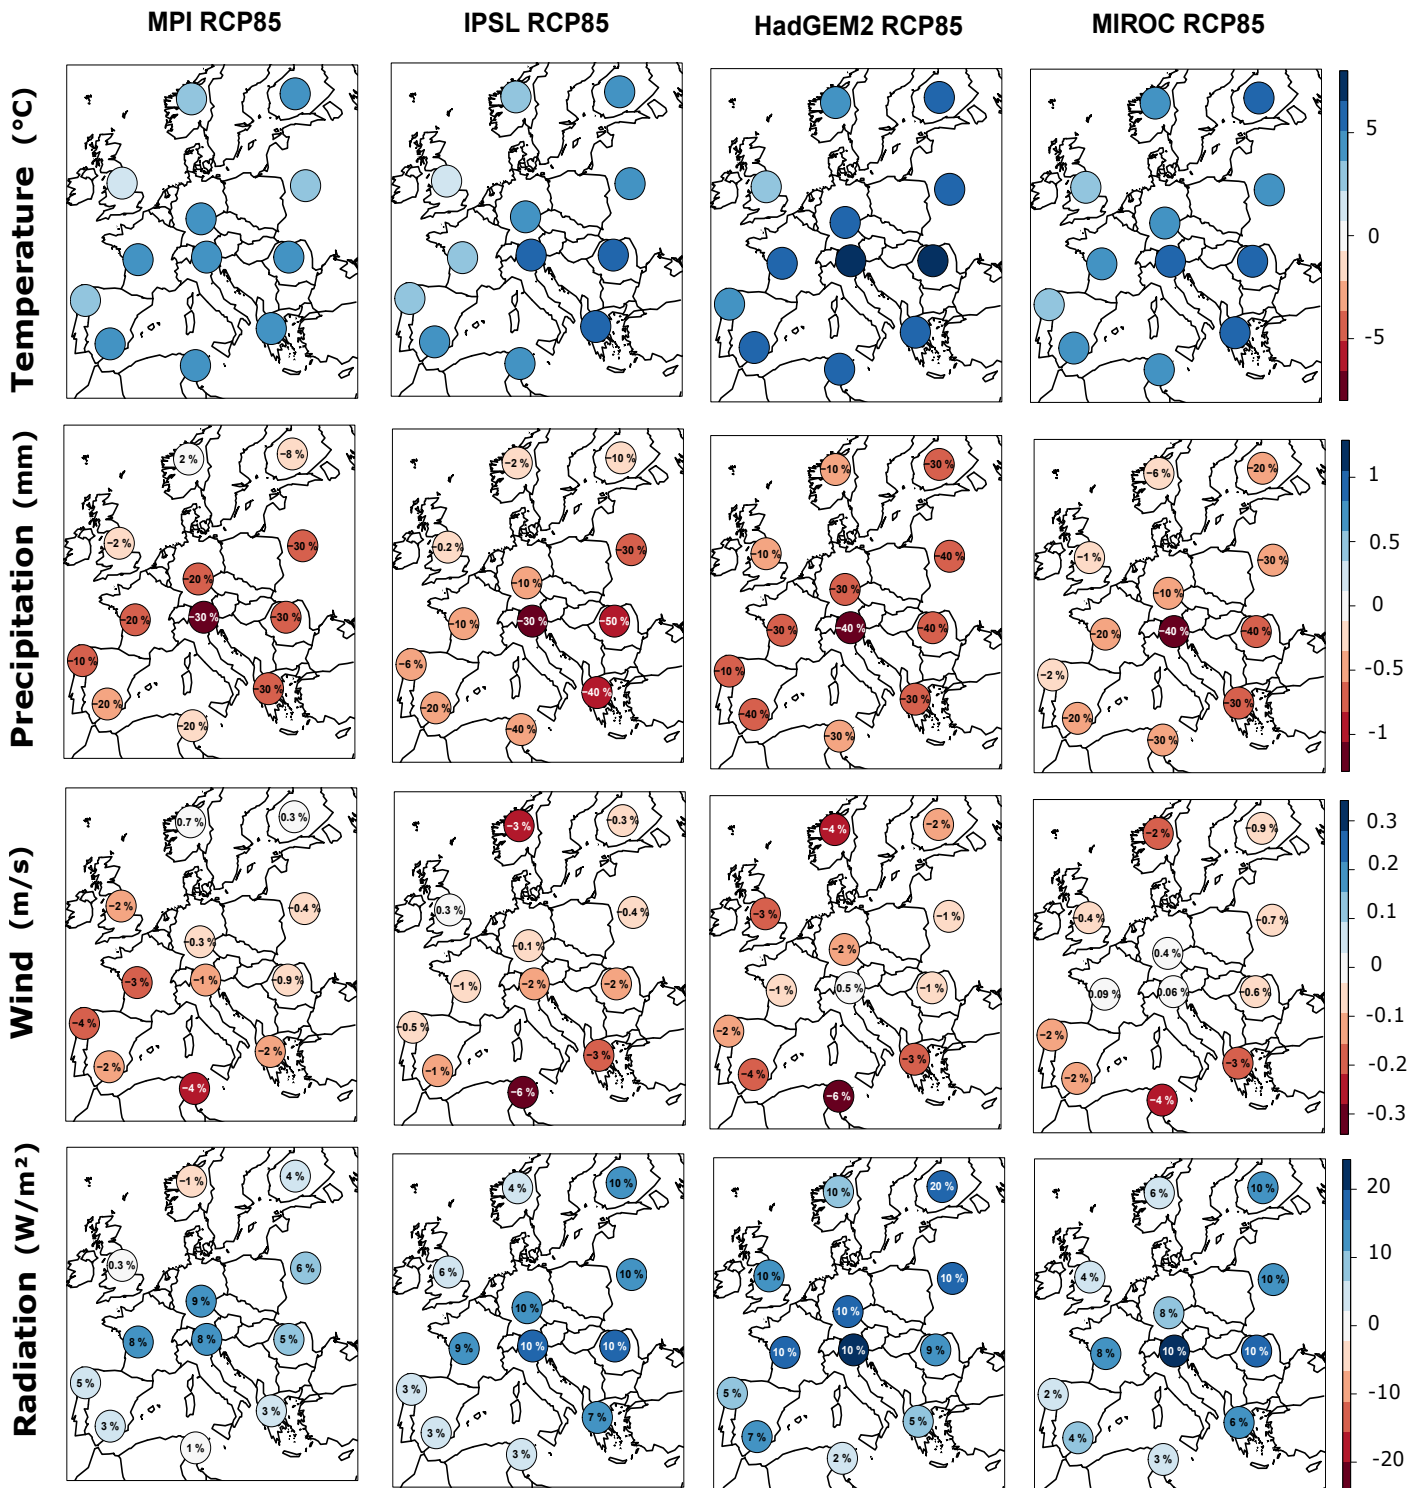 MPI RCP85 IPSL RCP85 HadGEM2 RCP85 MIROC RCP85
Temperature (°C)
5
0
-5
Precipitation (mm)
2 % −8 % −2 % −10 % −10 % −30 % −6 % −20 %
−2 % −30 % −0.2 % −30 % −10 % −40 % −1 % −30 %
−20 % −10 % −30 % −10 %
−20 % −30 % −30 % −10 % −30 % −50 % −30 % −40 % −40 % −20 % −40 % −40 %
−10 % −6 % −10 % −2 %
−20 % −30 % −20 % −40 % −40 % −30 % −20 % −30 %
−20 % −40 % −30 % −30 %
1
0.5
0
-0.5
-1
Wind (m/s)
0.7 % 0.3 % −3 % −0.3 % −4 % −2 % −2 % −0.9 %
−2 % −0.4 % 0.3 % −0.4 % −3 % −1 % −0.4 % −0.7 %
−0.3 % −0.1 % −2 % 0.4 %
−3 % −1 % −0.9 % −1 % −2 % −2 % −1 % 0.5 % −1 % 0.09 % 0.06 % −0.6 %
−4 % −0.5 % −2 % −2 %
−2 % −2 % −1 % −3 % −4 % −3 % −2 % −3 %
−4 % −6 % −6 % −4 %
0.3
0.2
0.1
0
-0.1
-0.2
-0.3
Radiation (W/m²)
−1 % 4 % 4 % 10 % 10 % 20 % 6 % 10 %
0.3 % 6 % 6 % 10 % 10 % 10 % 4 % 10 %
9 % 10 % 10 % 8 %
8 % 8 % 5 % 9 % 10 % 10 % 10 % 10 % 9 % 8 % 10 % 10 %
5 % 3 % 5 % 2 %
3 % 3 % 3 % 7 % 7 % 5 % 4 % 6 %
1 % 3 % 2 % 3 %
20
10
0
-10
-20